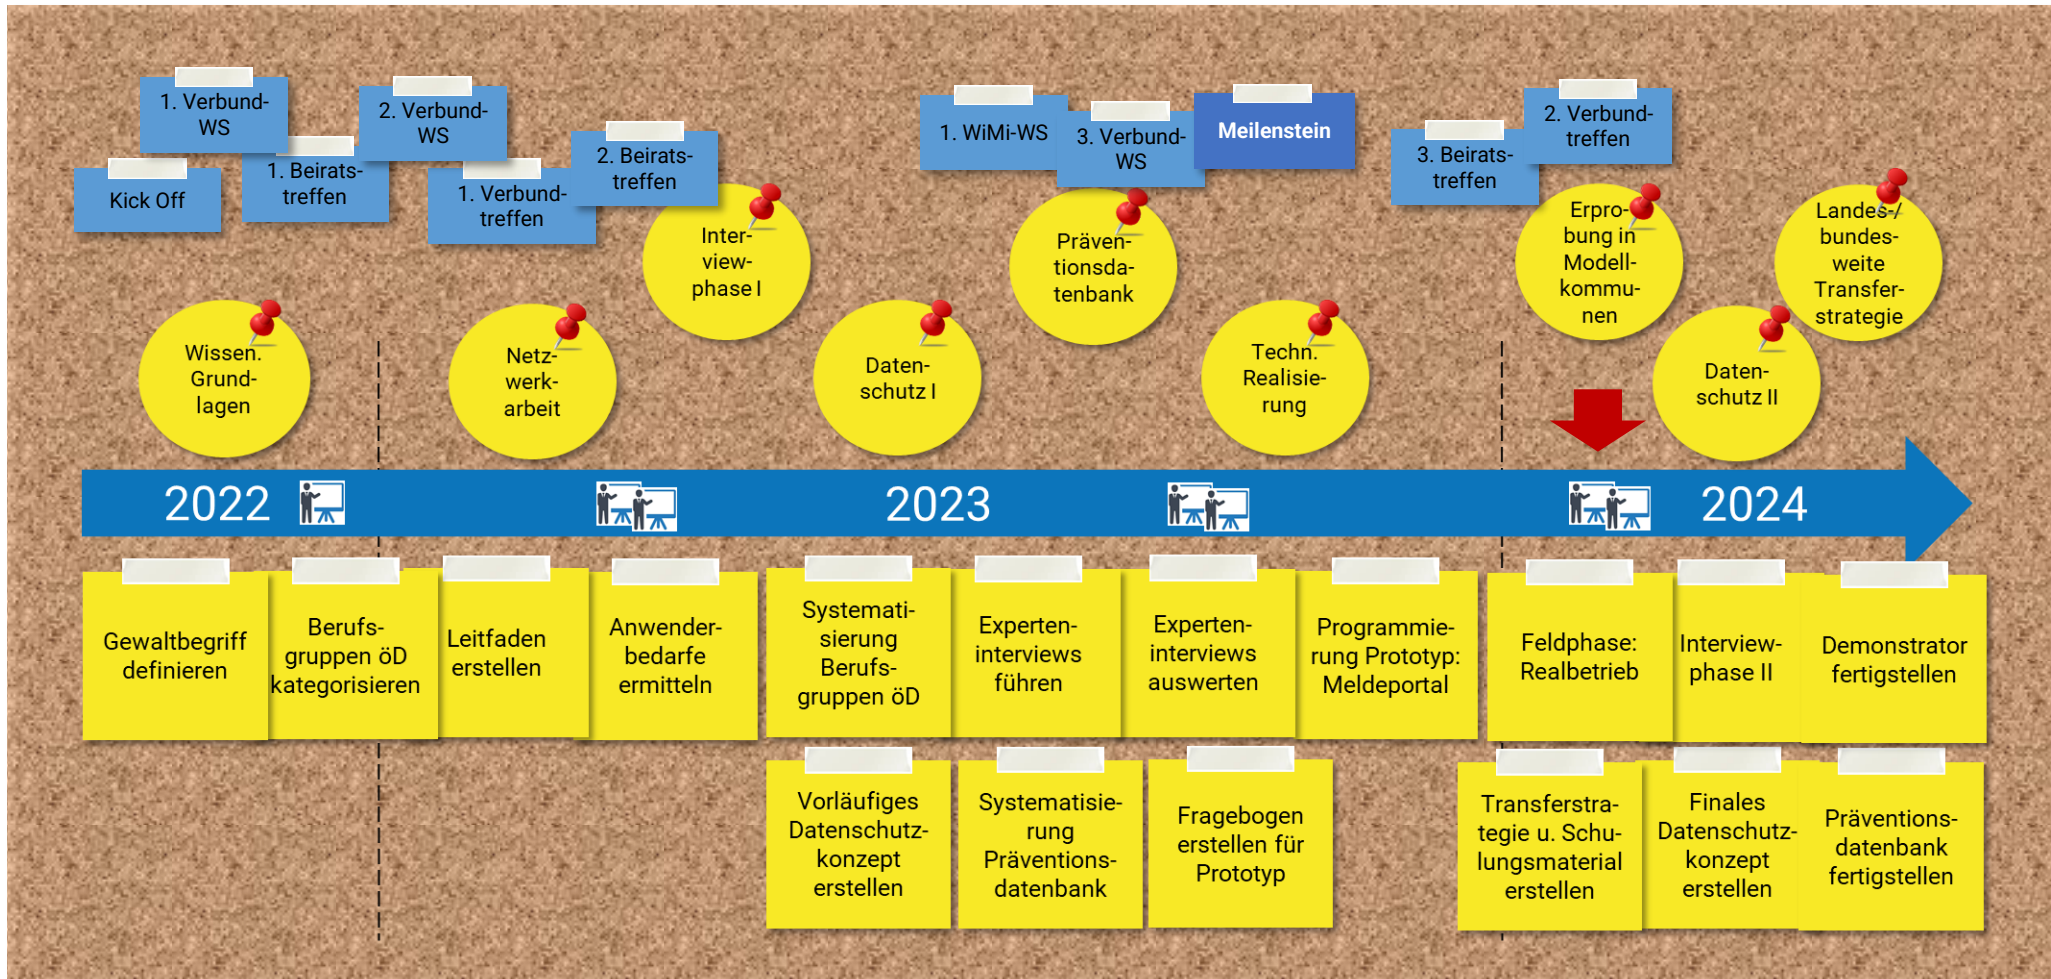 1. Verbund-
WS
2. Verbund-
WS
1. Beirats-
treffen
Kick Off
1. Verbund-
treffen
2. Beirats-
treffen
1. WiMi-WS
3. Verbund-
WS
Meilenstein
3. Beirats-
treffen
2. Verbund-
treffen
Wissen.
Grund-
lagen
Netz-
werk-
arbeit
Inter-
view-
phase I
Daten-
schutz I
Präven-
tionsda-
tenbank
Techn.
Realisie-
rung
Erpro-
bung in
Modell-
kommu-
nen
Daten-
schutz II
Landes-/
bundes-
weite
Transfer-
strategie
2022
2023
2024
Gewaltbegriff
definieren
Berufs-
gruppen öD
kategorisieren
Leitfaden
erstellen
Anwender-
bedarfe
ermitteln
Systemati-
sierung
Berufs-
gruppen öD
Experten-
interviews
führen
Experten-
interviews
auswerten
Programmie-
rung Prototyp:
Meldeportal
Feldphase:
Realbetrieb
Interview-
phase II
Demonstrator
fertigstellen
Vorläufiges
Datenschutz-
konzept
erstellen
Systematisie-
rung
Präventions-
datenbank
Fragebogen
erstellen für
Prototyp
Transferstra-
tegie u. Schu-
lungsmaterial
erstellen
Finales
Datenschutz-
konzept
erstellen
Präventions-
datenbank
fertigstellen